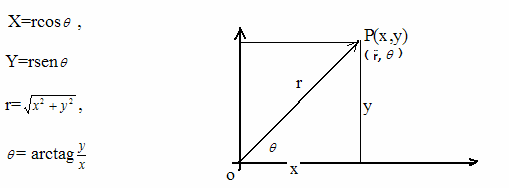 X=rcosθ ,
Y=rsenθ
r=√x² + y² ,
θ= arctag y/x
P(x,y)
(r, θ)
r
y
θ
o
x